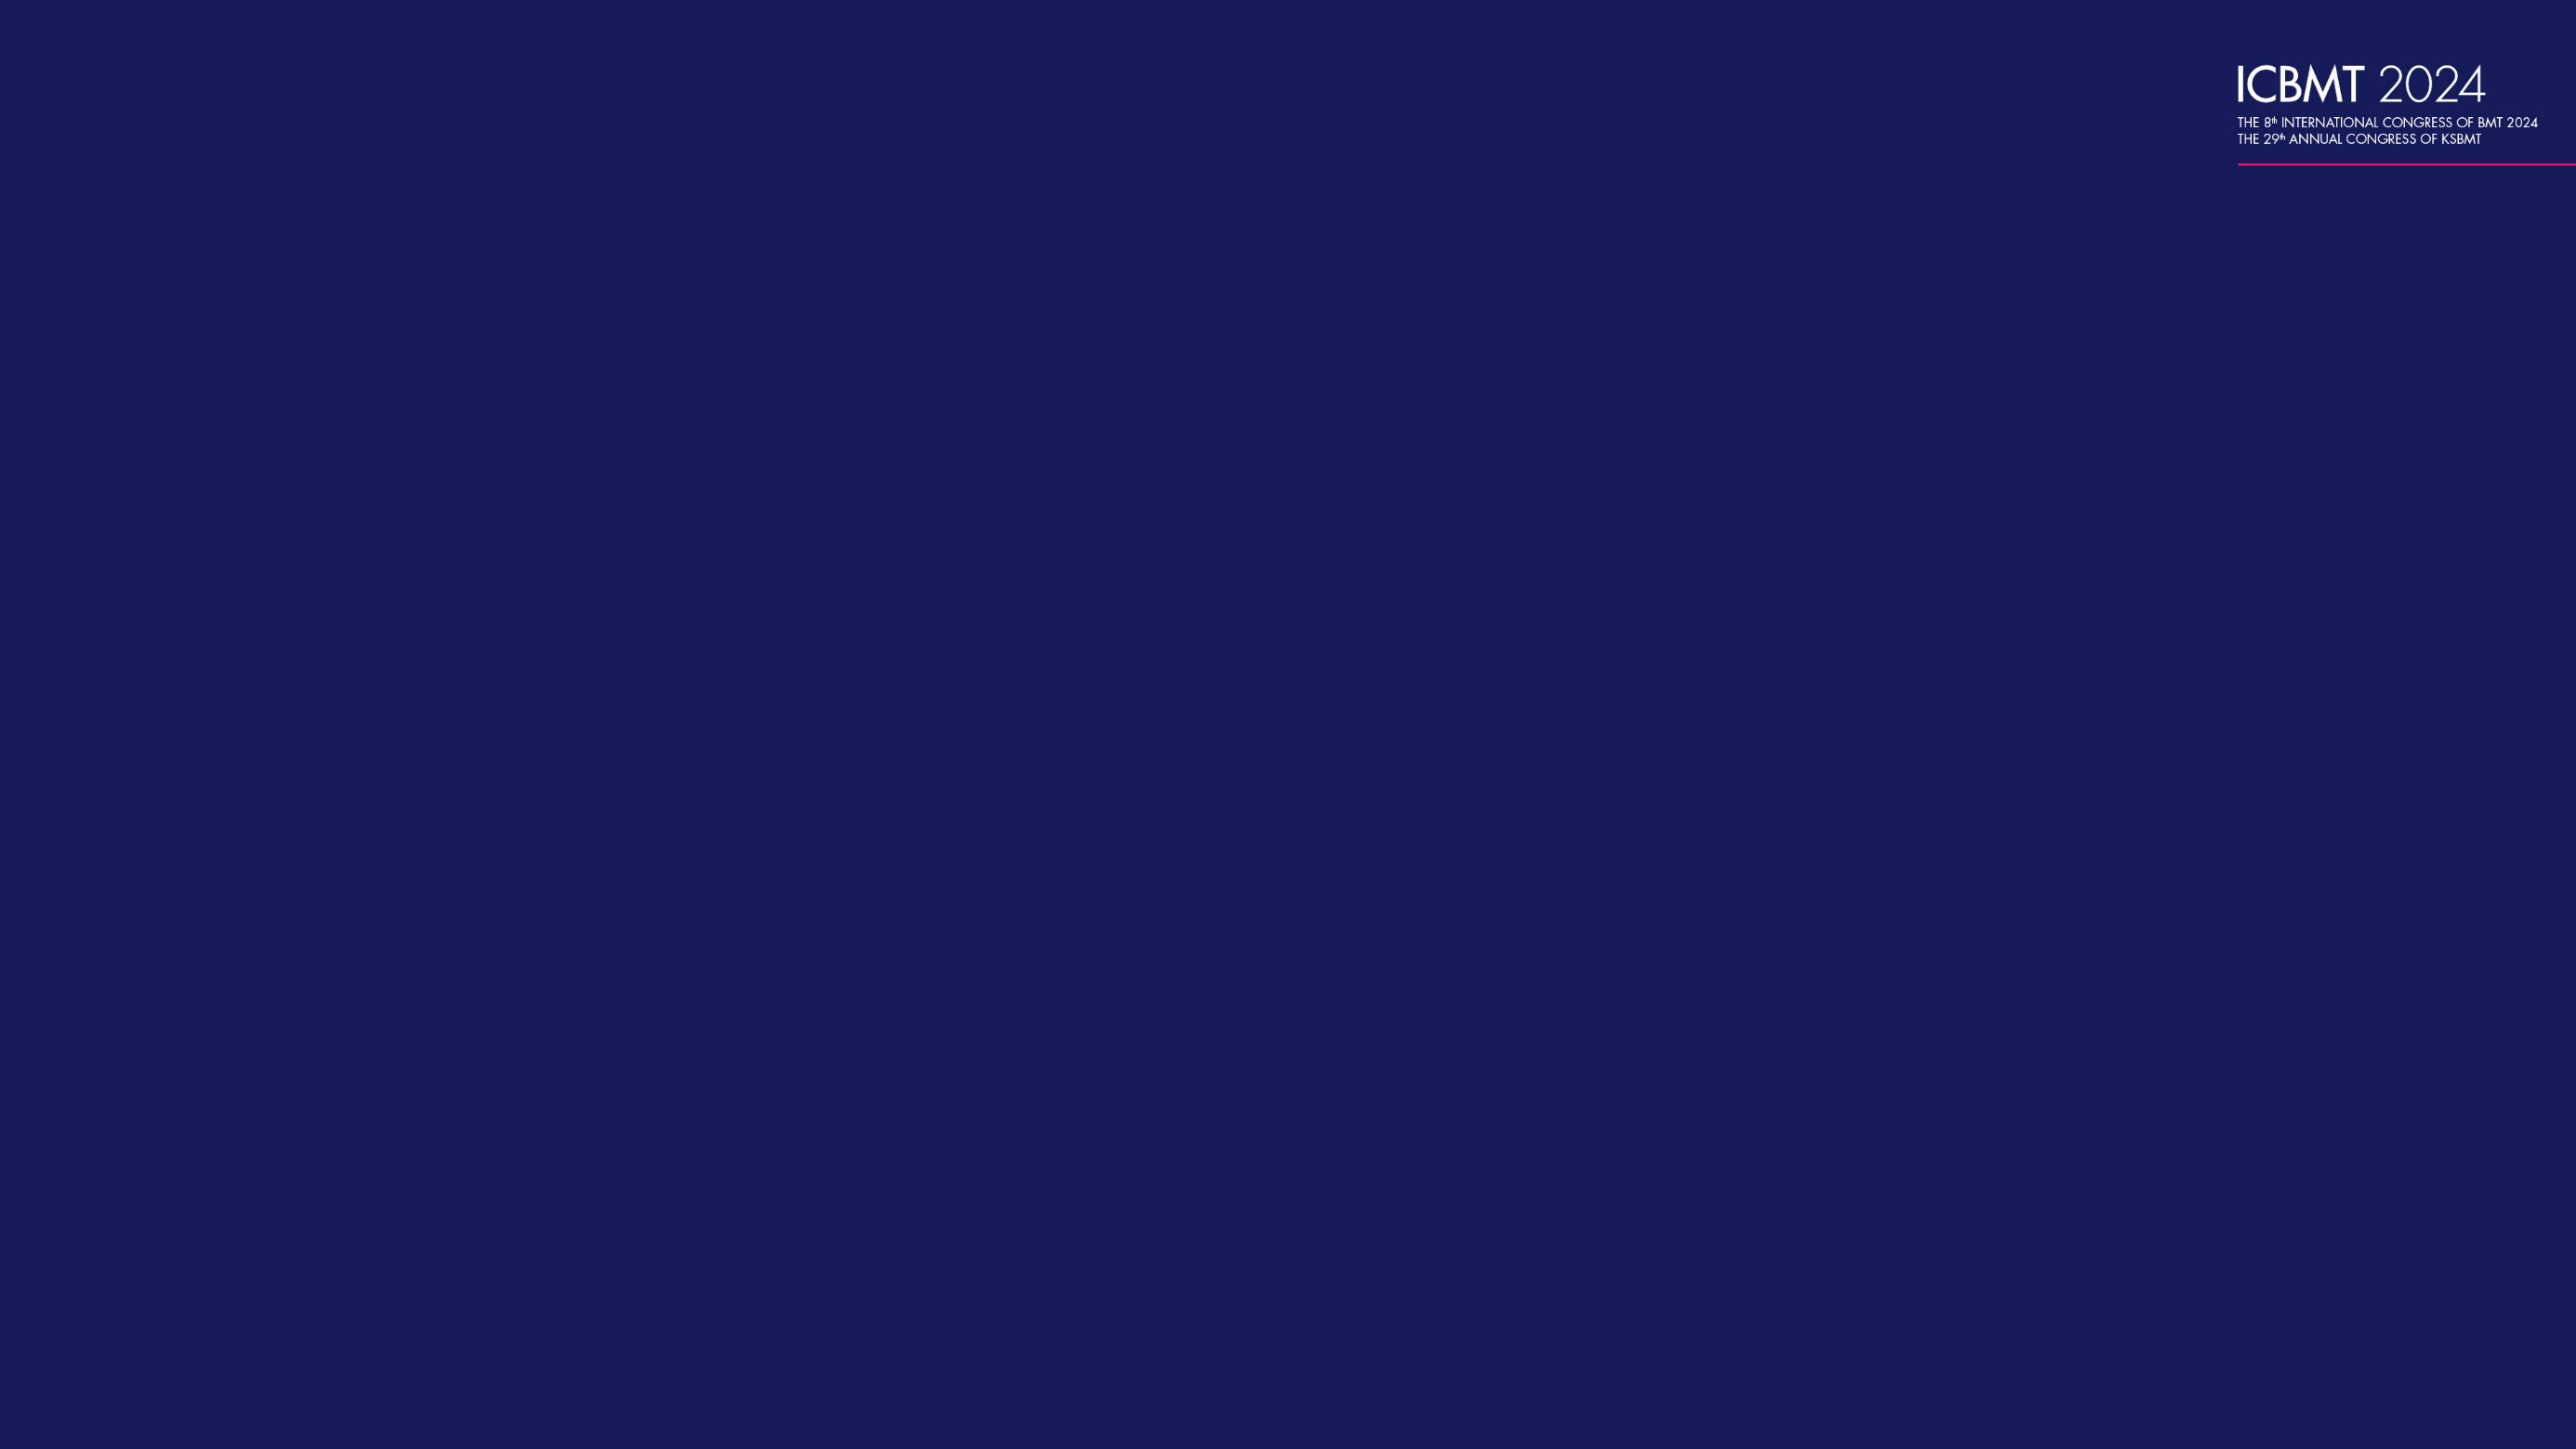 ICBMT 2024
THE 8th INTERNATIONAL CONGRESS OF BMT 2024
THE 29th ANNUAL CONGRESS OF KSBMT